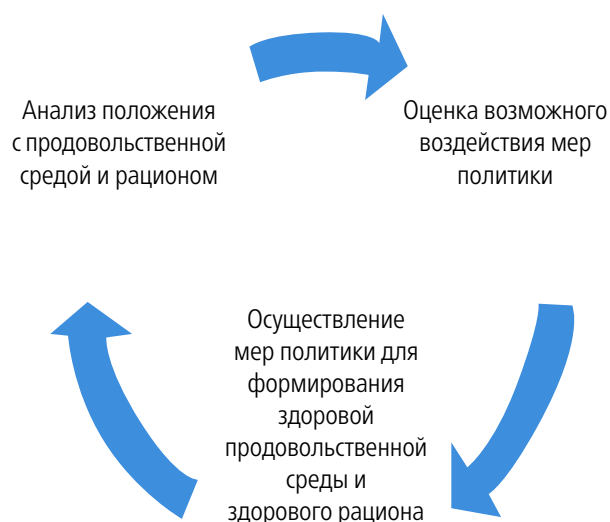 Анализ положения
с продовольственной
средой и рационом
Оценка возможного
воздействия мер
политики
Осуществление
мер политики для
формирования
здоровой
продовольственной
среды и
здорового рациона